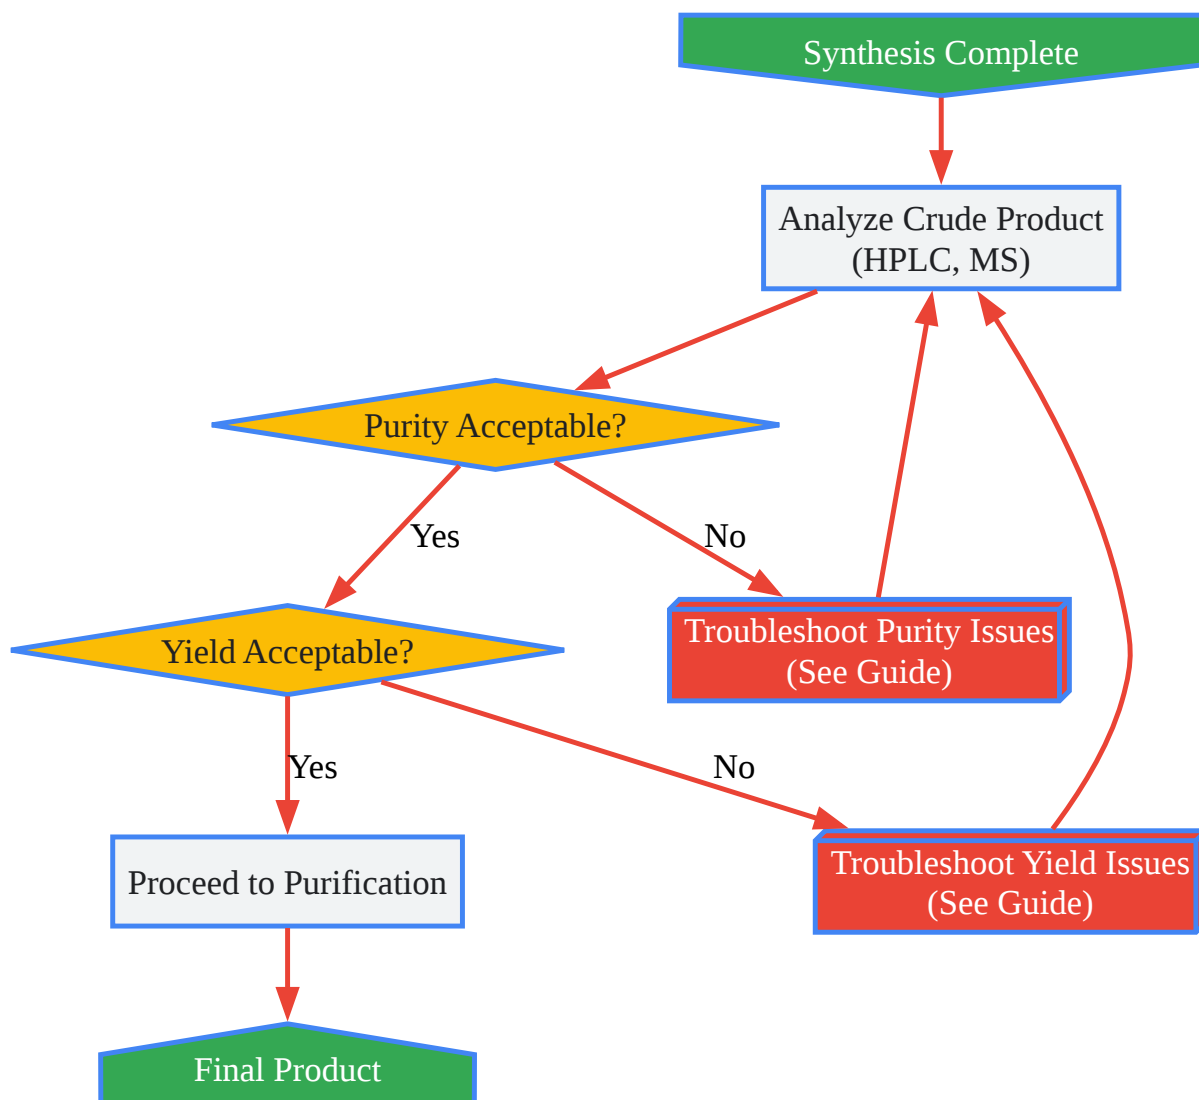 Synthesis Complete
Analyze Crude Product
(HPLC, MS)
Purity Acceptable?
Yes
No
Troubleshoot Purity Issues
(See Guide)
Yield Acceptable?
Yes
No
Troubleshoot Yield Issues
(See Guide)
Proceed to Purification
Final Product